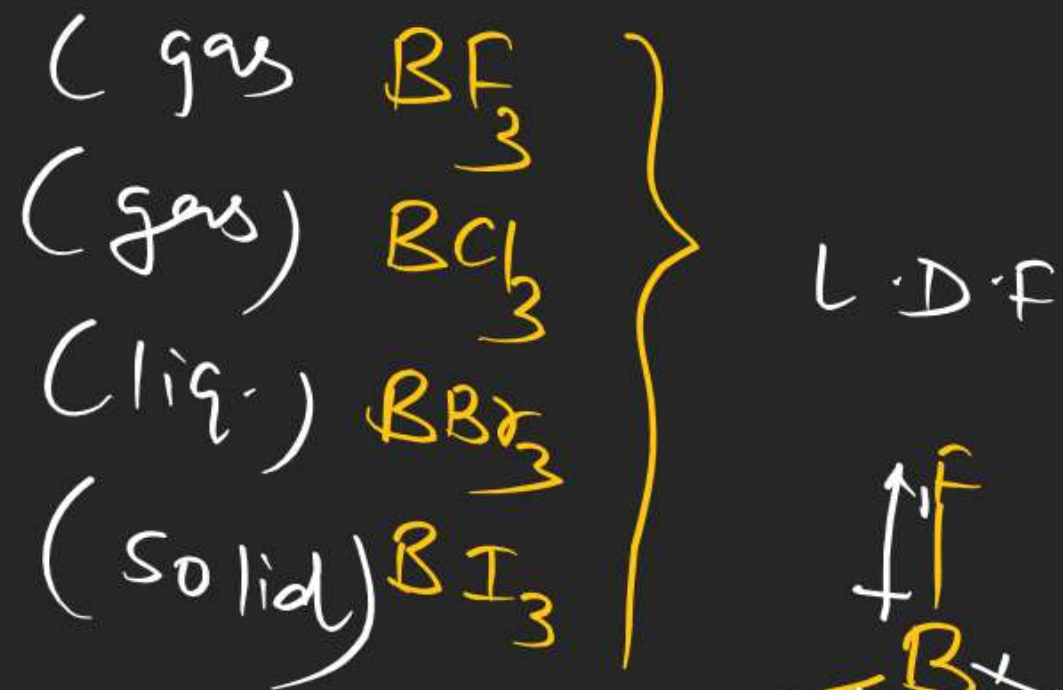 ( gas BF3
(gas) BCl3
(liq.) BBr3
(Solid) BI3
L.D.F
F
B